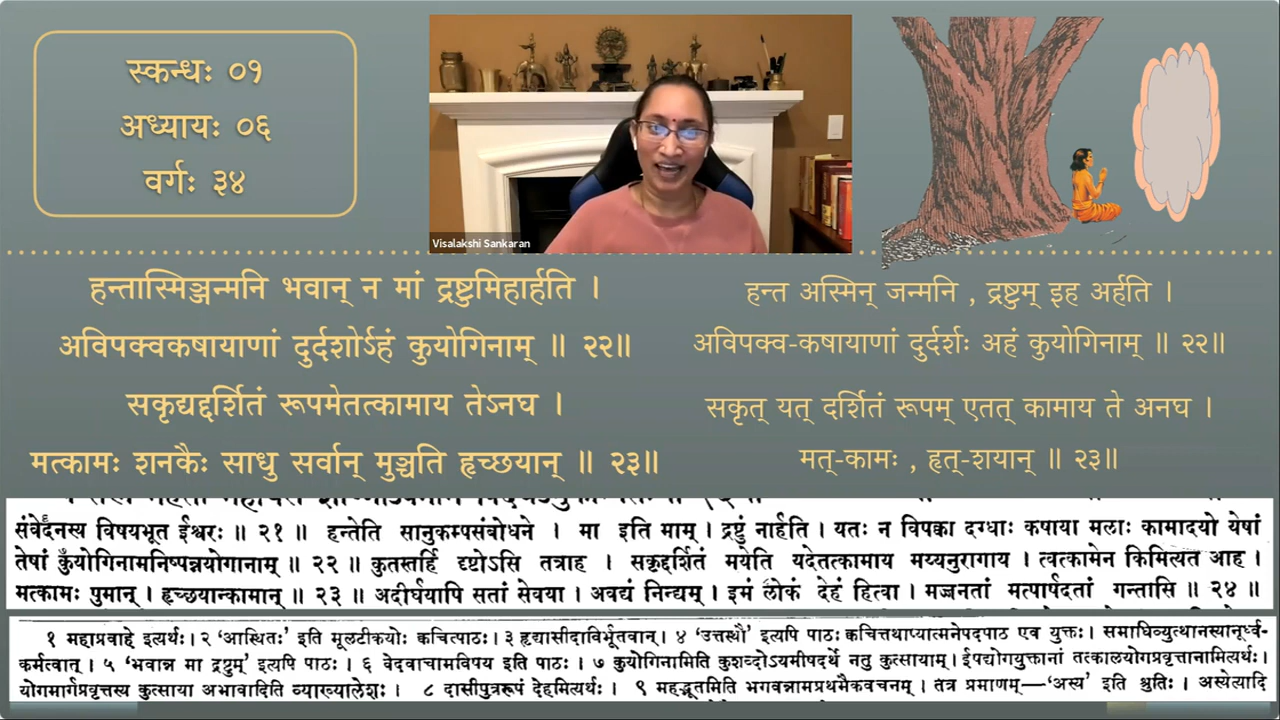 स्कन्धः ०१
अध्यायः ०६
वर्गः ३४
Visalakshi Sankaran
हन्तास्मिञ्जन्मनि भवान् न मां द्रष्टुमिहार्हति ।
अविपक्वकषायाणां दुर्दशोर्ऽहं कुयोगिनाम् ॥ २२॥
सकृद्यद्दर्शितं रूपमेतत्कामाय तेऽनघ ।
मत्कामः शनकैः साधु सर्वान् मुञ्चति हृच्छयान् ॥ २३॥
हन्त अस्मिन् जन्मनि , द्रष्टुम् इह अर्हति ।
अविपक्व-कषायाणां दुर्दर्शः अहं कुयोगिनाम् ॥ २२॥
सकृत् यत् दर्शितं रूपम् एतत् कामाय ते अनघ ।
मत्-कामः , हृत्-शयान् ॥ २३॥
संवेदनस्य विषयभूत ईश्वरः ॥ २१ ॥ हन्तेति सानुकम्पसंबोधने । मा इति माम् । द्रष्टुं नार्हति । यतः न विपक्वा दग्धाः कषाया मलाः कामादयो येषां
तेषां कुँयोगिनामनिष्पन्नयोगानाम् ॥ २२ ॥ कुतस्तर्हि दृष्टोऽसि तत्राह । सकृद्दर्शितं मयेति यदेतत्कामाय मय्यनुरागाय । त्वत्कामेन किमित्यत आह ।
मत्कामः पुमान् । हृच्छयान्कामान् ॥ २३ ॥ अदीर्घयापि सतां सेवया । अवद्यं निन्द्यम् । इमं लोकं देहं हित्वा । मज्जनतां मत्पार्षदतां गन्तासि ॥ २४ ॥
१ महाप्रवाहे इत्यर्थः । २ 'आस्थितः' इति मूलटीकयोः क्वचित्पाठः । ३ हृद्यासीदाविर्भूतवान् । ४ 'उत्तस्थौ' इत्यपि पाठः क्वचित्तथाप्यात्मनेपदपाठ एव युक्तः । समाधिव्युत्थानस्यानूर्ध्व-
कर्मत्वात् । ५ 'भवान्न मा द्रष्टुम्' इत्यपि पाठः । ६ वेदवाचामविषय इति पाठः । ७ कुयोगिनामिति कुशब्दोऽयमीषदर्थे नतु कुत्सायाम् । ईषद्योगयुक्तानां तत्कालयोगप्रवृत्तानामित्यर्थः ।
योगमार्गप्रवृत्तस्य कुत्साया अभावादिति व्याख्यालेशः । ८ दासीपुत्ररूपं देहमित्यर्थः । ९ महद्भूतमिति भगवन्नामप्रथमैकवचनम् । तत्र प्रमाणम्—'अस्य' इति श्रुतिः । अस्येत्यादि